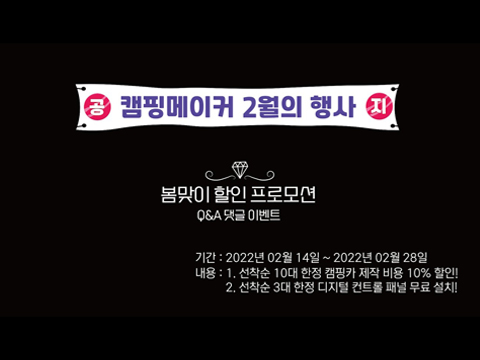 공 캠핑메이커 2월의 행사 지
봄맞이 할인 프로모션
Q&A 댓글 이벤트
기간 : 2022년 02월 14일 ~ 2022년 02월 28일
내용 : 1. 선착순 10대 한정 캠핑카 제작 비용 10% 할인!
2. 선착순 3대 한정 디지털 컨트롤 패널 무료 설치!